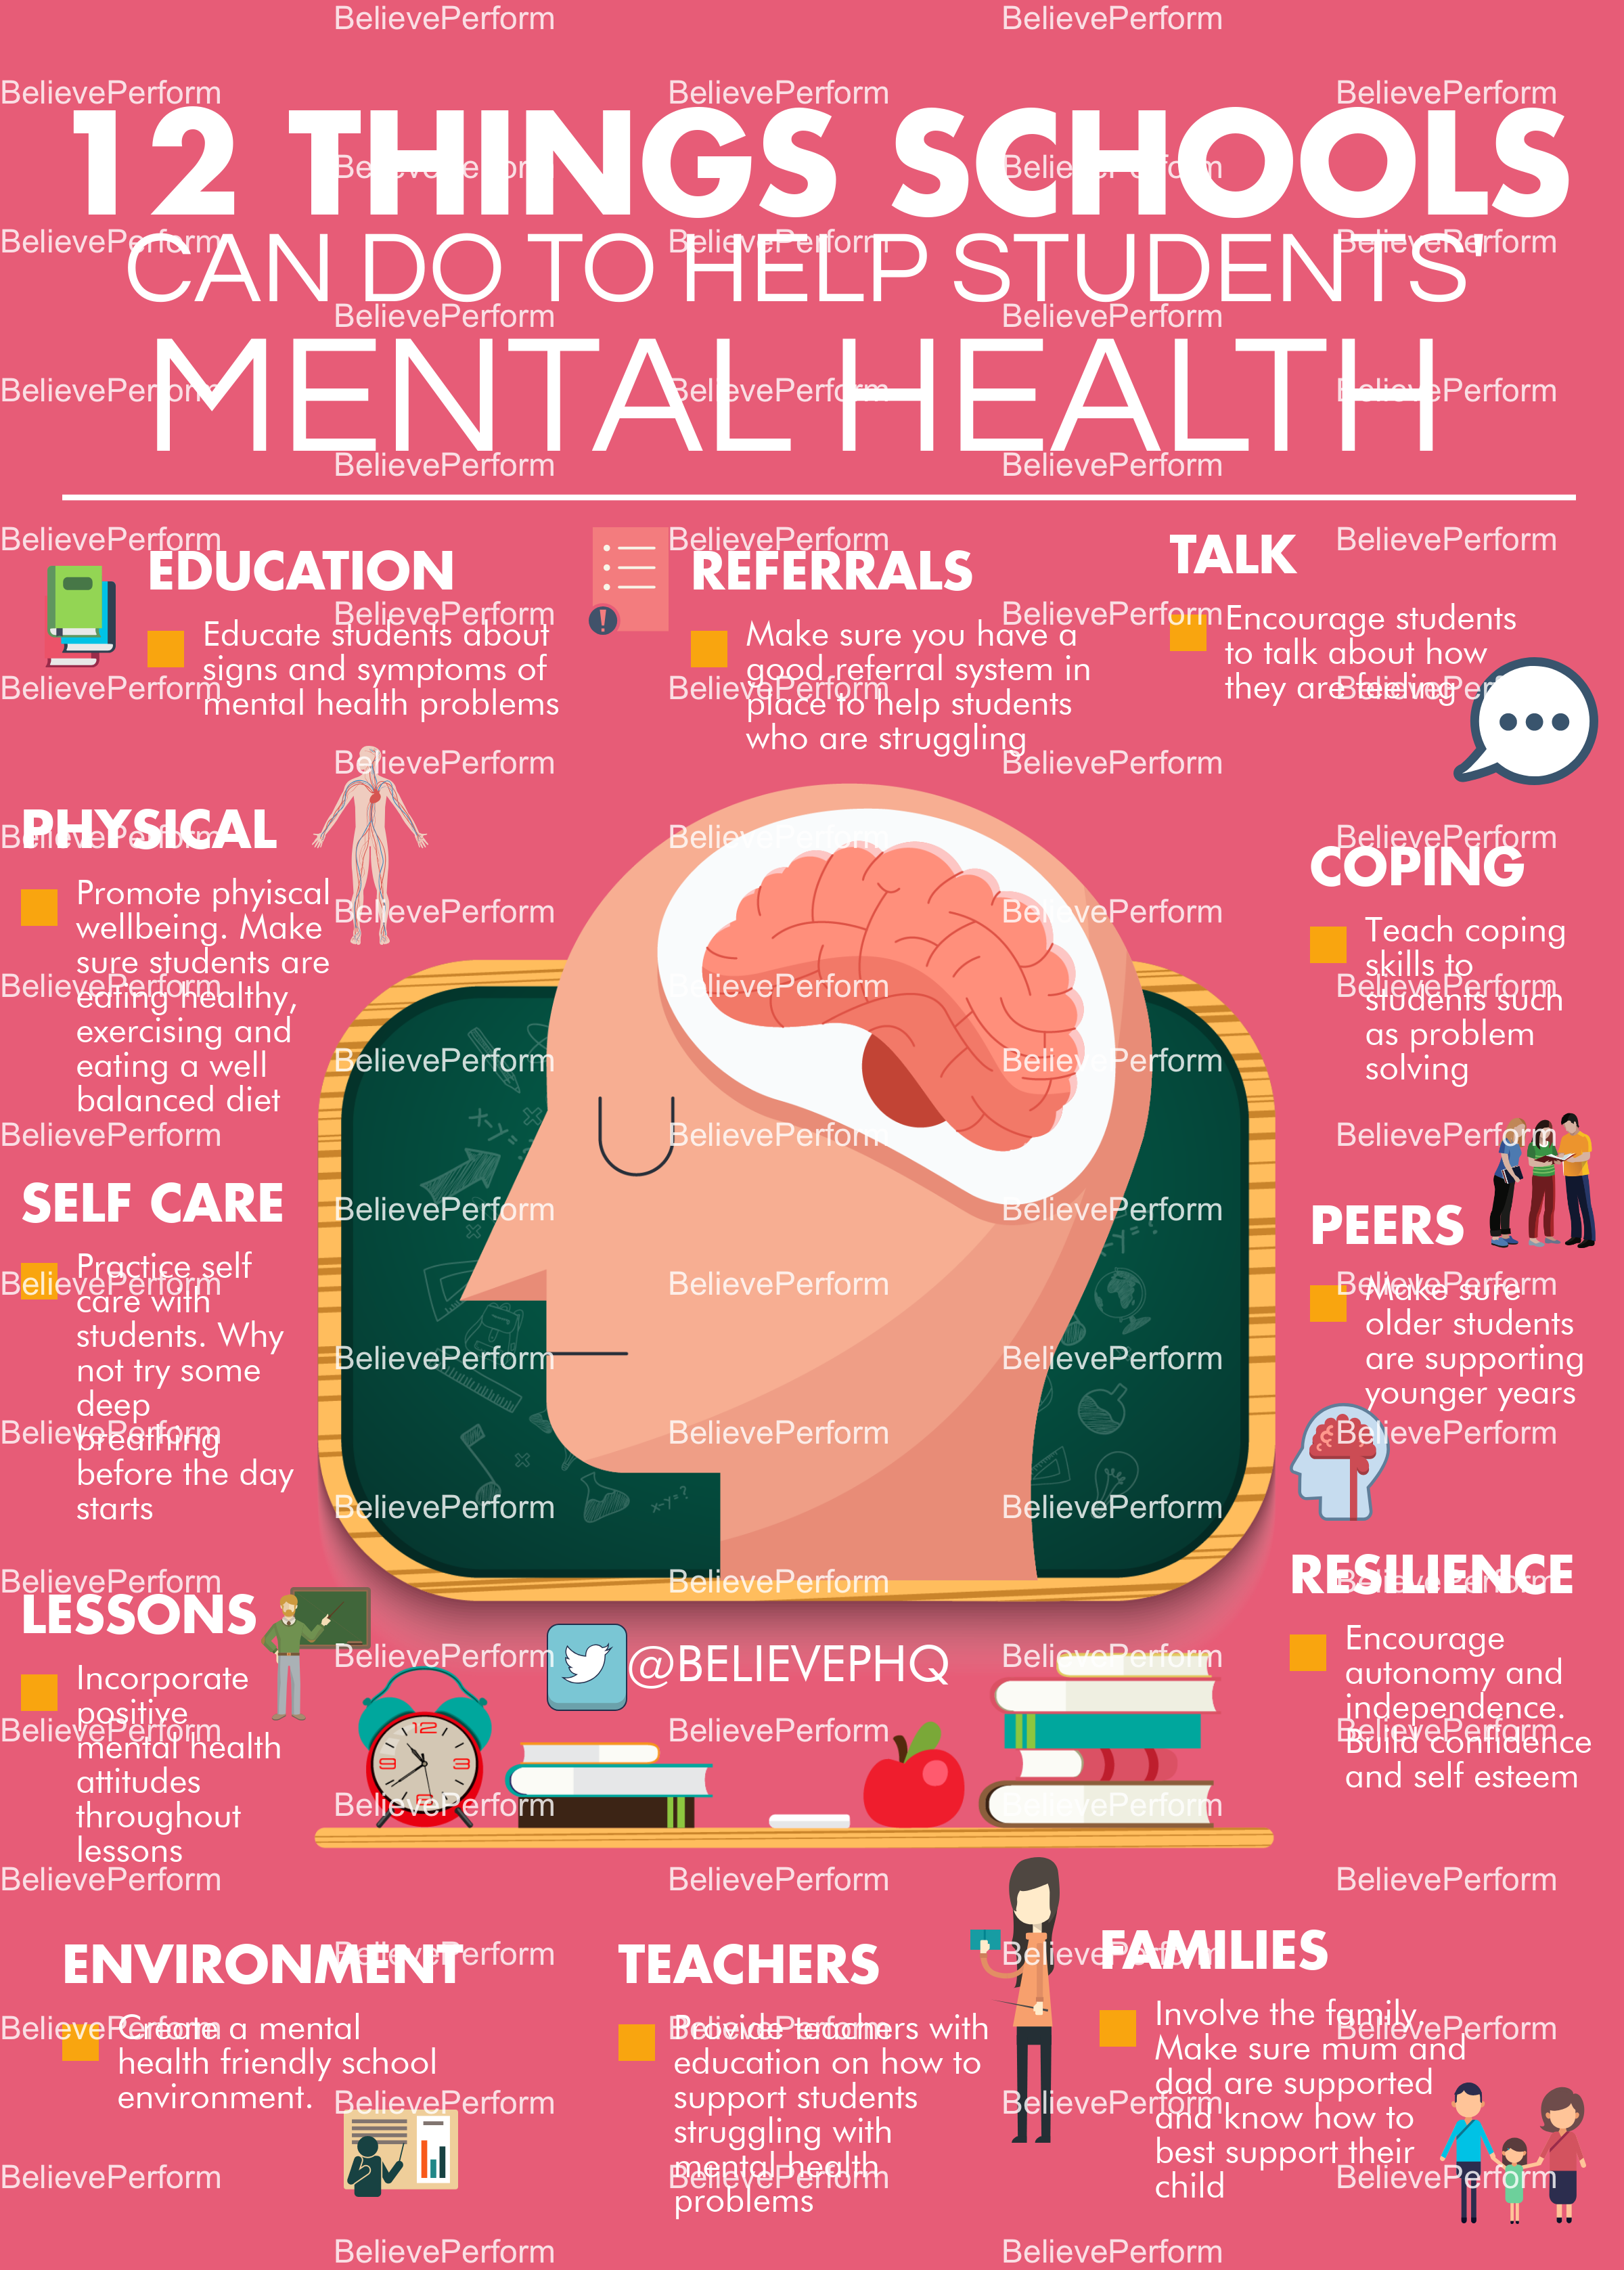 12 THINGS SCHOOLS
CAN DO TO HELP STUDENTS'
MENTAL HEALTH
EDUCATION
Educate students about
signs and symptoms of
mental health problems
REFERRALS
Make sure you have a
good referral system in
place to help students
who are struggling
TALK
Encourage students
to talk about how
they are feeling
PHYSICAL
Promote phyiscal
wellbeing. Make
sure students are
eating healthy,
exercising and
eating a well
balanced diet
COPING
Teach coping
skills to
students such
as problem
solving
SELF CARE
Practice self
care with
students. Why
not try some
deep
breathing
before the day
starts
PEERS
Make sure
older students
are supporting
younger years
LESSONS
Incorporate
positive
mental health
attitudes
throughout
lessons
RESILIENCE
Encourage
autonomy and
independence.
Build confidence
and self esteem
@BELIEVEPHQ
12
9 3
6
x-y=?
ENVIRONMENT
Create a mental
health friendly school
environment.
TEACHERS
Provide teachers with
education on how to
support students
struggling with
mental health
problems
FAMILIES
Involve the family.
Make sure mum and
dad are supported
and know how to
best support their
child
BelievePerform